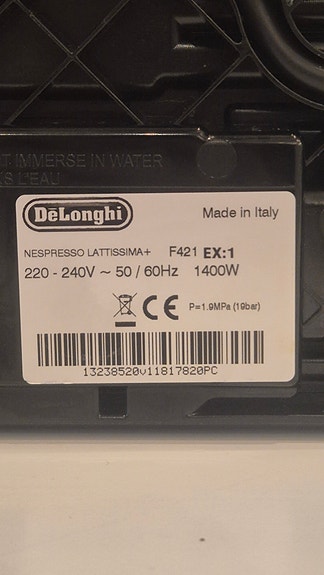 T IMMERSE IN WATER
S L'EAU
DeLonghi
Made in Italy
NESPRESSO LATTISSIMA+ F421 EX:1
220 - 240V ~ 50 / 60Hz 1400W
CE P=1.9MPa (19bar)
13238520v11817820PC